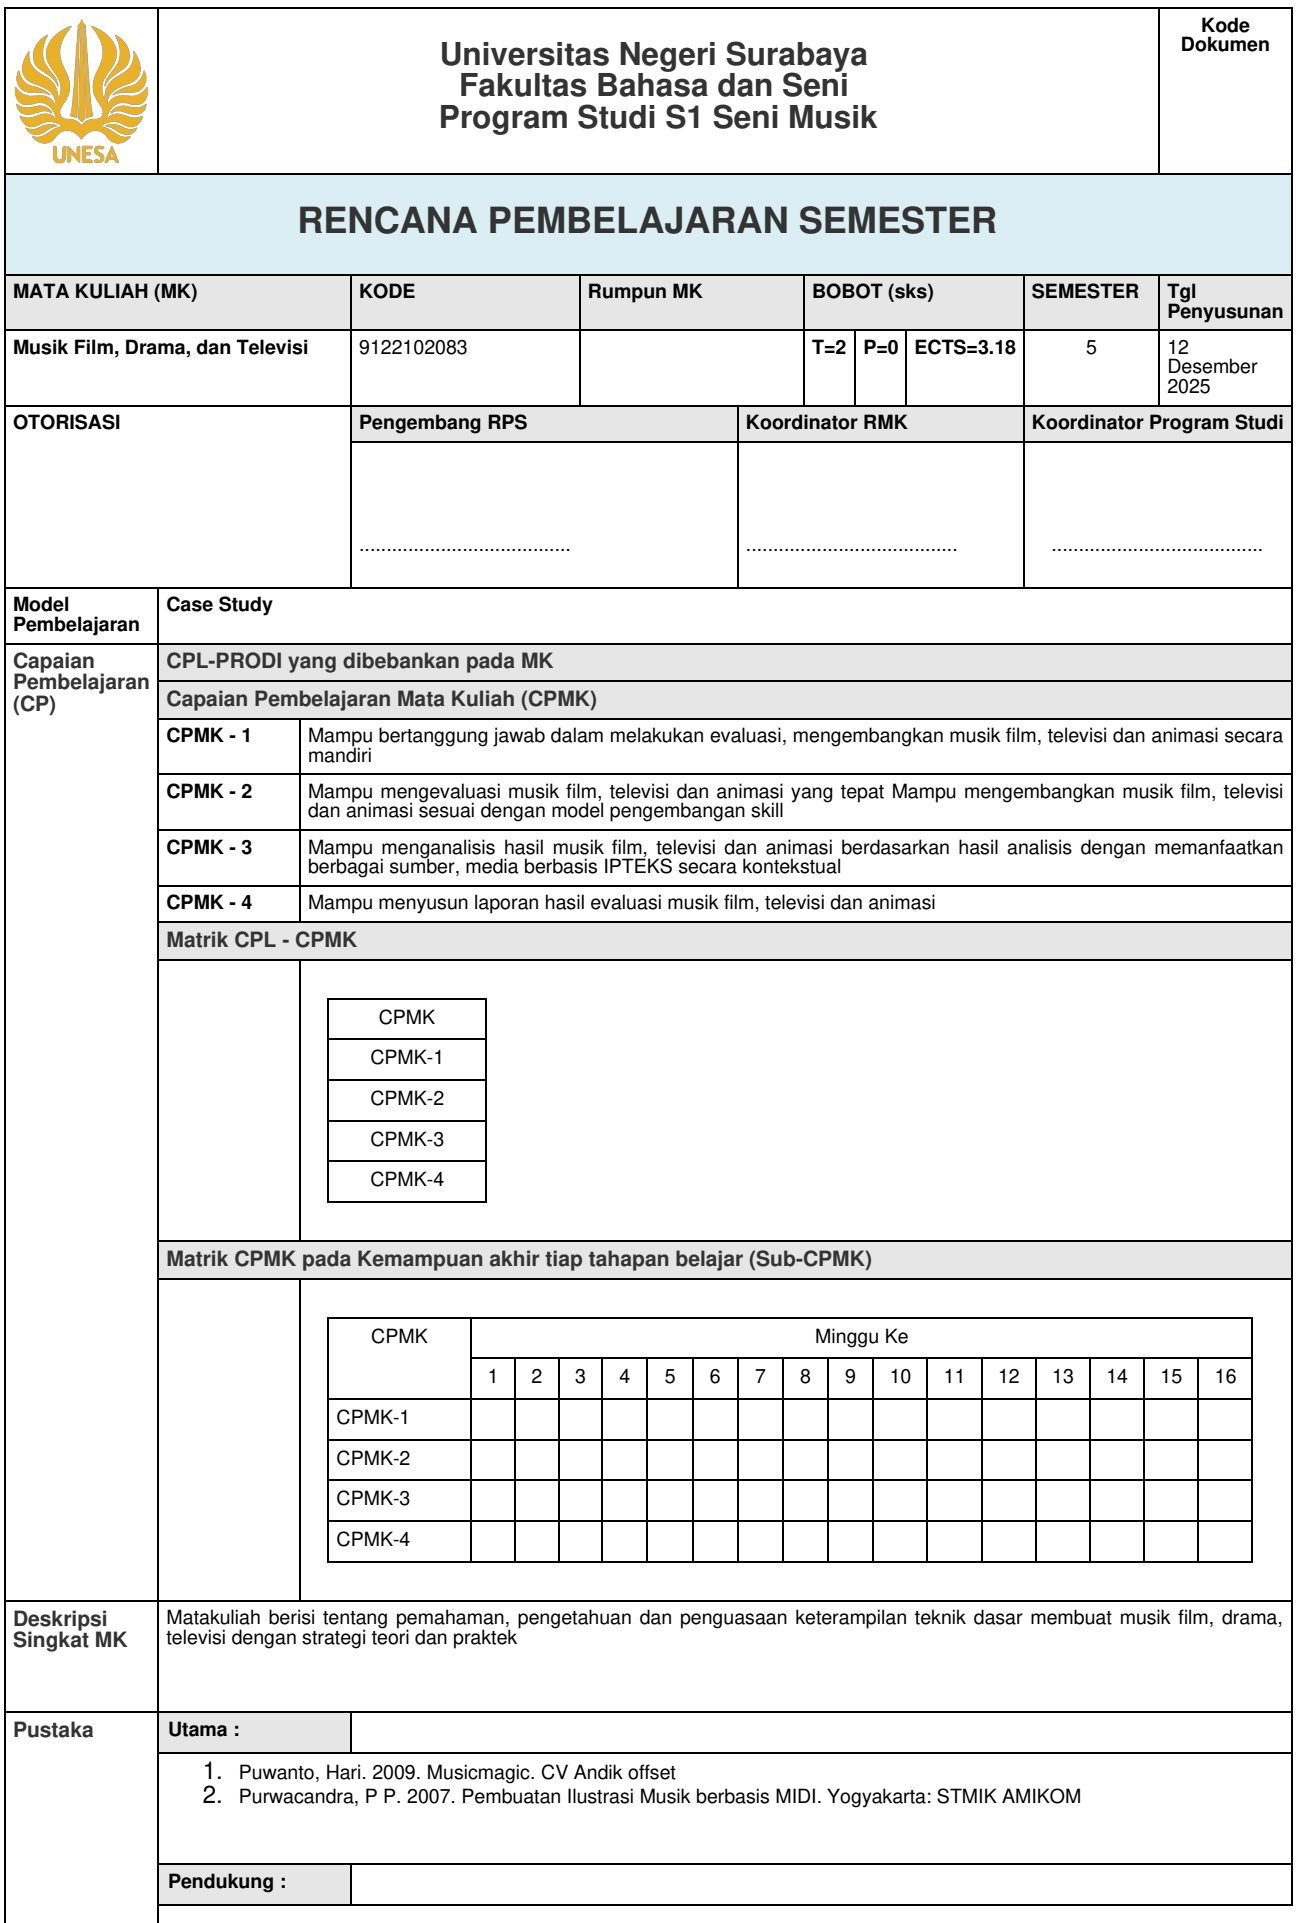 UNESA
Universitas Negeri Surabaya
Fakultas Bahasa dan Seni
Program Studi S1 Seni Musik
Kode
Dokumen
RENCANA PEMBELAJARAN SEMESTER
MATA KULIAH (MK) KODE Rumpun MK BOBOT (sks) SEMESTER Tgl
Penyusunan
Musik Film, Drama, dan Televisi 9122102083 T=2 P=0 ECTS=3.18 5 12
Desember
2025
OTORISASI Pengembang RPS Koordinator RMK Koordinator Program Studi
....................................... ....................................... .......................................
Model
Pembelajaran
Case Study
Capaian
Pembelajaran
(CP)
CPL-PRODI yang dibebankan pada MK
Capaian Pembelajaran Mata Kuliah (CPMK)
CPMK - 1 Mampu bertanggung jawab dalam melakukan evaluasi, mengembangkan musik film, televisi dan animasi secara
mandiri
CPMK - 2 Mampu mengevaluasi musik film, televisi dan animasi yang tepat Mampu mengembangkan musik film, televisi
dan animasi sesuai dengan model pengembangan skill
CPMK - 3 Mampu menganalisis hasil musik film, televisi dan animasi berdasarkan hasil analisis dengan memanfaatkan
berbagai sumber, media berbasis IPTEKS secara kontekstual
CPMK - 4 Mampu menyusun laporan hasil evaluasi musik film, televisi dan animasi
Matrik CPL - CPMK
CPMK
CPMK-1
CPMK-2
CPMK-3
CPMK-4
Matrik CPMK pada Kemampuan akhir tiap tahapan belajar (Sub-CPMK)
CPMK Minggu Ke
1 2 3 4 5 6 7 8 9 10 11 12 13 14 15 16
CPMK-1
CPMK-2
CPMK-3
CPMK-4
Deskripsi
Singkat MK
Matakuliah berisi tentang pemahaman, pengetahuan dan penguasaan keterampilan teknik dasar membuat musik film, drama,
televisi dengan strategi teori dan praktek
Pustaka Utama :
1. Puwanto, Hari. 2009. Musicmagic. CV Andik offset
2. Purwacandra, P P. 2007. Pembuatan Ilustrasi Musik berbasis MIDI. Yogyakarta: STMIK AMIKOM
Pendukung :